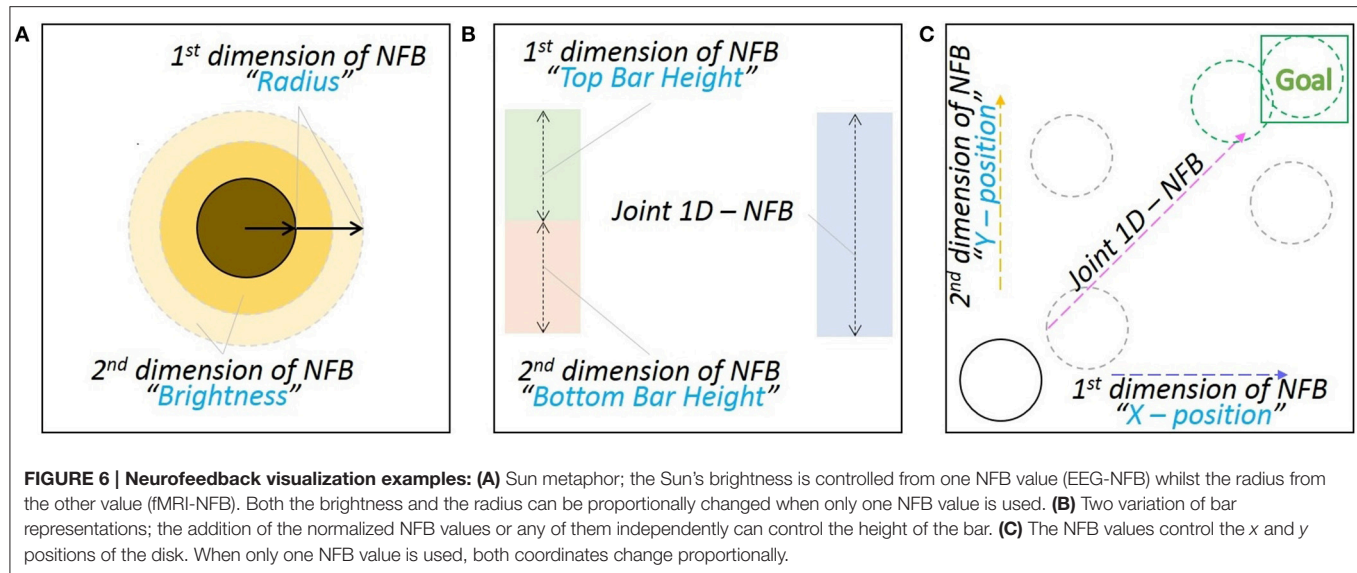 A
1st dimension of NFB
“Radius”
2nd dimension of NFB
“Brightness”
B
1st dimension of NFB
“Top Bar Height”
Joint 1D – NFB
2nd dimension of NFB
“Bottom Bar Height”
C
2nd dimension of NFB
“Y – position”
Joint 1D – NFB
Goal
1st dimension of NFB
“X – position”
FIGURE 6 | Neurofeedback visualization examples: (A) Sun metaphor; the Sun’s brightness is controlled from one NFB value (EEG-NFB) whilst the radius from
the other value (fMRI-NFB). Both the brightness and the radius can be proportionally changed when only one NFB value is used. (B) Two variation of bar
representations; the addition of the normalized NFB values or any of them independently can control the height of the bar. (C) The NFB values control the x and y
positions of the disk. When only one NFB value is used, both coordinates change proportionally.